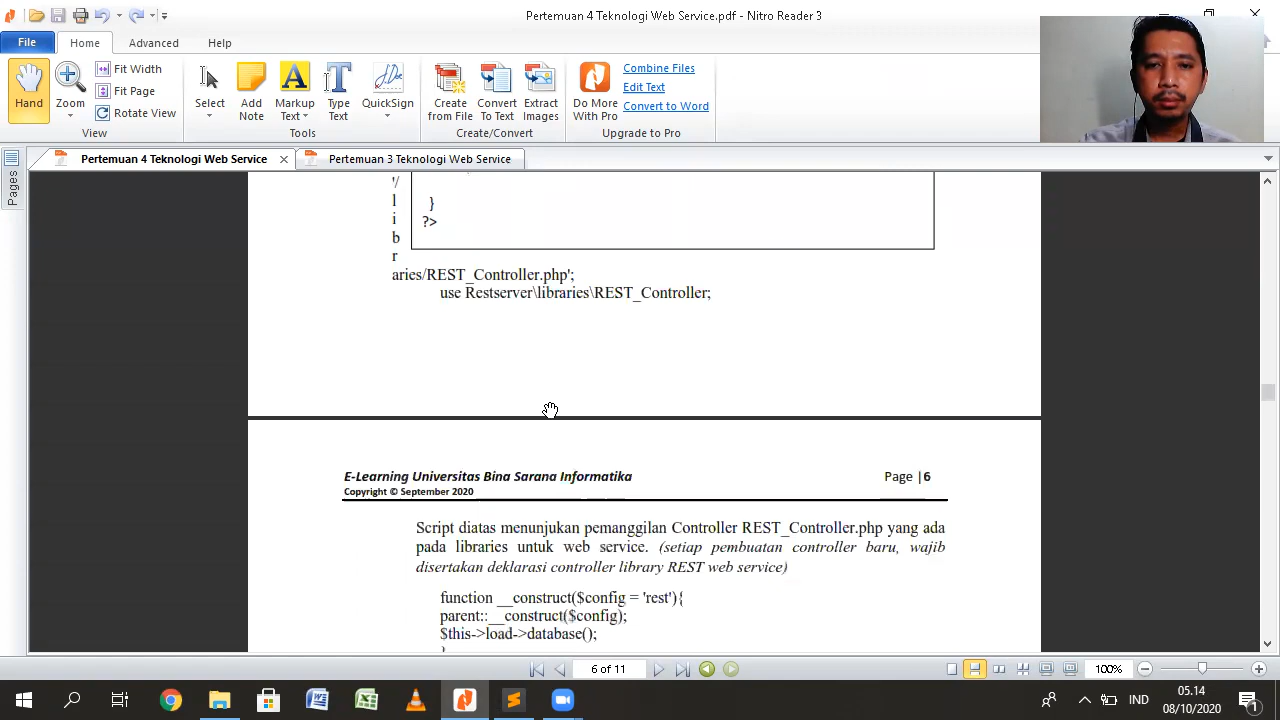 Pertemuan 4 Teknologi Web Service.pdf - Nitro Reader 3
File Home Advanced Help
Hand
Zoom
Fit Width
Fit Page
Rotate View
View
Select
Add Note
Markup Text
Type Text
QuickSign
Tools
Create from File
Convert To Text
Extract Images
Create/Convert
Do More With Pro
Combine Files
Edit Text
Convert to Word
Upgrade to Pro
Pages
Pertemuan 4 Teknologi Web Service
Pertemuan 3 Teknologi Web Service
'/
l
i
b
r
}
?>
aries/REST_Controller.php';
use Restserver\libraries\REST_Controller;
E-Learning Universitas Bina Sarana Informatika Page |6
Copyright © September 2020
Script diatas menunjukan pemanggilan Controller REST_Controller.php yang ada
pada libraries untuk web service. (setiap pembuatan controller baru, wajib
disertakan deklarasi controller library REST web service)
function __construct($config = 'rest'){
parent::__construct($config);
$this->load->database();
}
6 of 11
100%
IND
05.14
08/10/2020
1